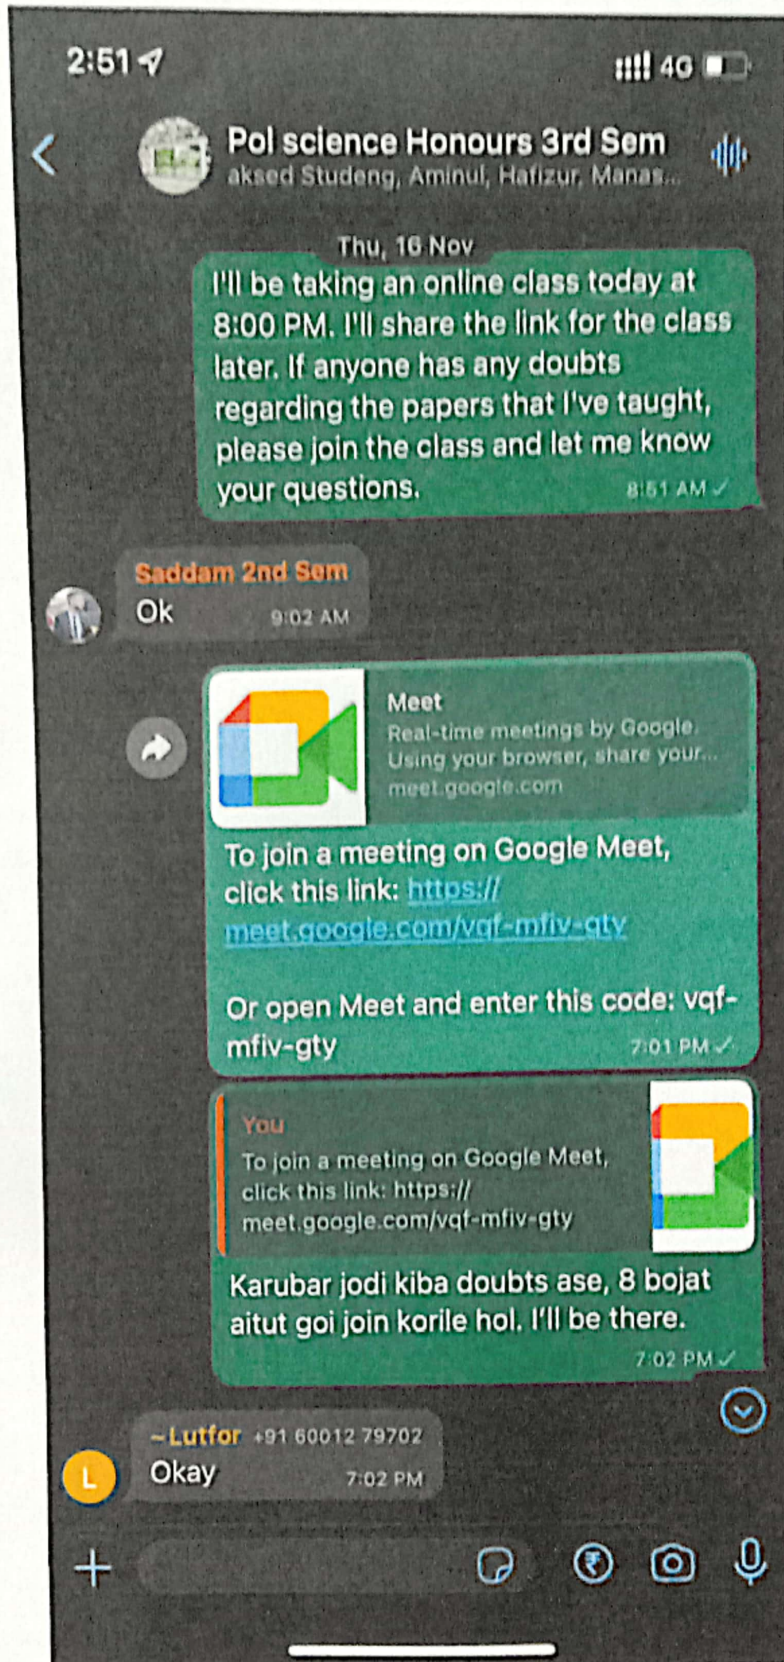 2:51
4G
Pol science Honours 3rd Sem
aksed Studeng, Aminul, Hafizur, Manas...
Thu, 16 Nov
I'll be taking an online class today at
8:00 PM. I'll share the link for the class
later. If anyone has any doubts
regarding the papers that I've taught,
please join the class and let me know
your questions.
8:51 AM
Saddam 2nd Sem
Ok
9:02 AM
Meet
Real-time meetings by Google.
Using your browser, share your...
meet.google.com
To join a meeting on Google Meet,
click this link: https://
meet.google.com/vqf-mfiv-gty
Or open Meet and enter this code: vqf-
mfiv-gty
7:01 PM
You
To join a meeting on Google Meet,
click this link: https://
meet.google.com/vqf-mfiv-gty
Karubar jodi kiba doubts ase, 8 bojat
aitut goi join korile hol. I'll be there.
7:02 PM
~Lutfor +91 60012 79702
L
Okay
7:02 PM